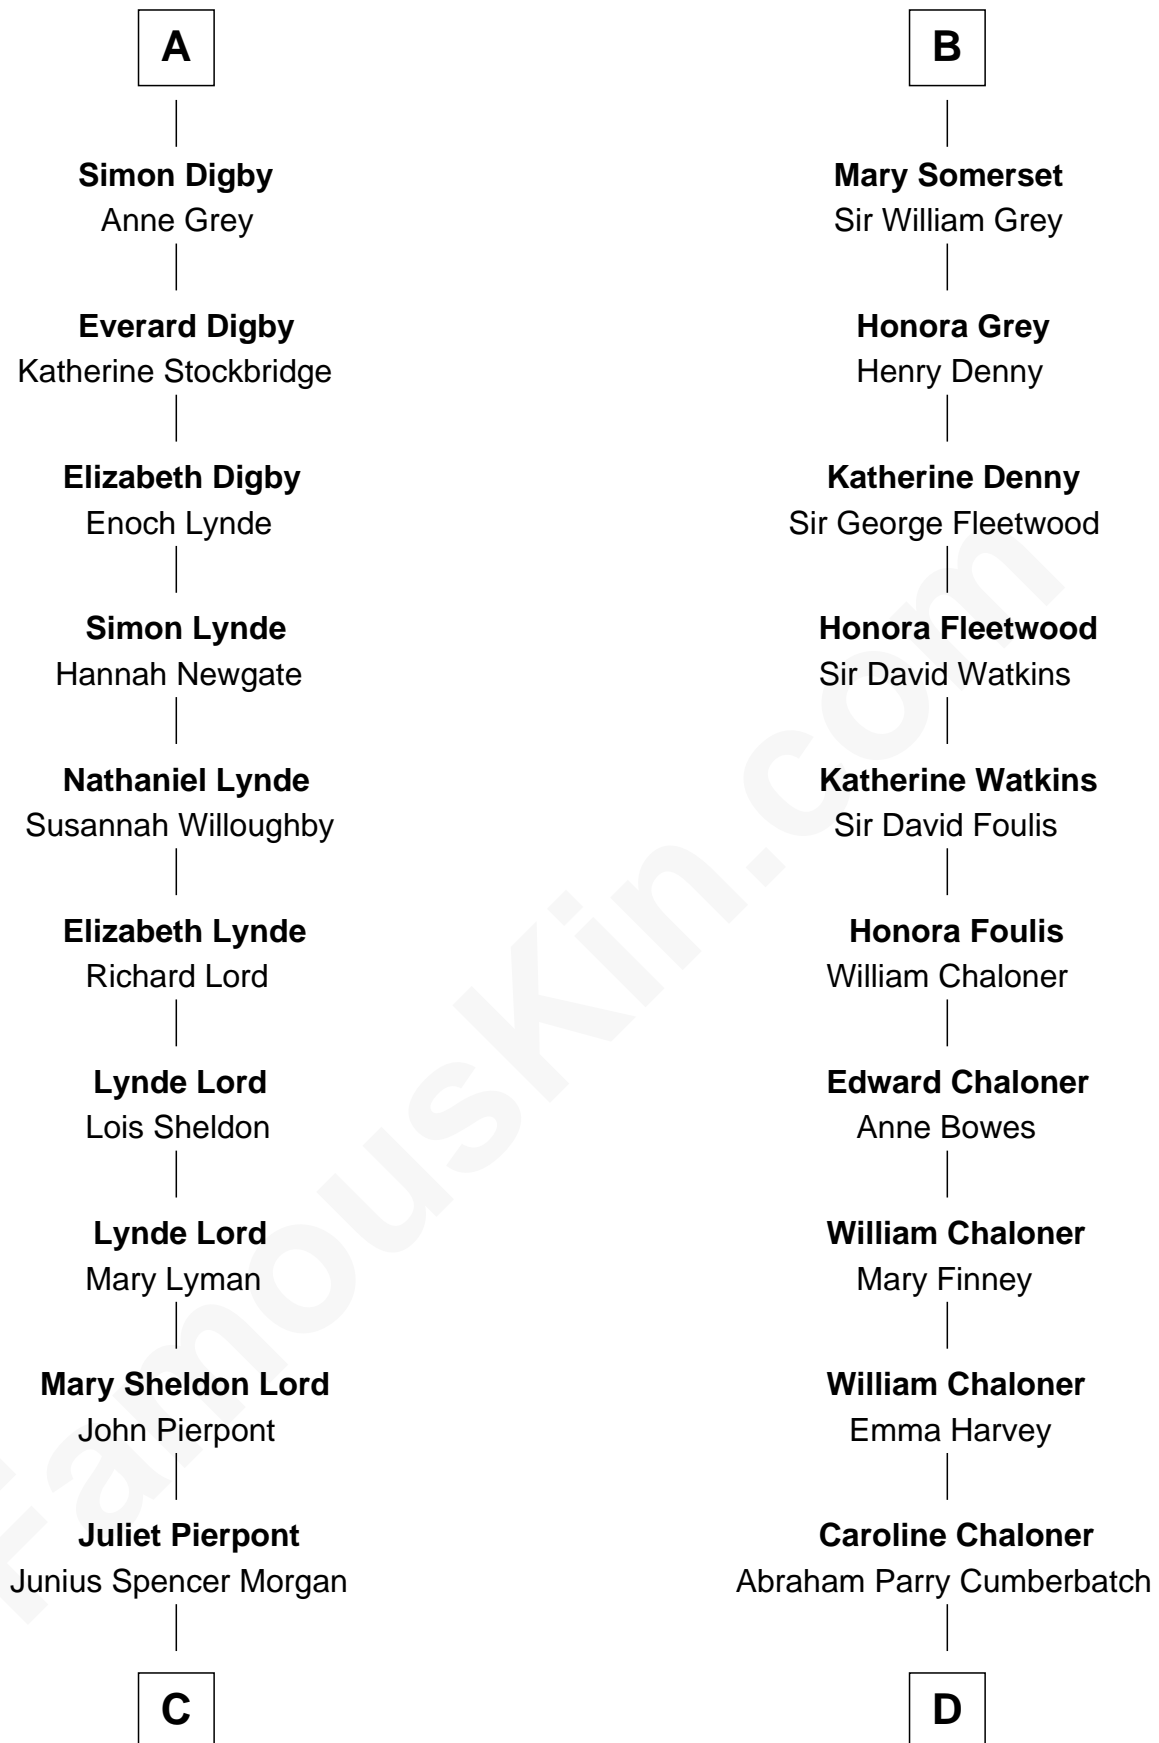 A
Simon Digby
Anne Grey
Everard Digby
Katherine Stockbridge
Elizabeth Digby
Enoch Lynde
Simon Lynde
Hannah Newgate
Nathaniel Lynde
Susannah Willoughby
Elizabeth Lynde
Richard Lord
Lynde Lord
Lois Sheldon
Lynde Lord
Mary Lyman
Mary Sheldon Lord
John Pierpont
Juliet Pierpont
Junius Spencer Morgan
C
B
Mary Somerset
Sir William Grey
Honora Grey
Henry Denny
Katherine Denny
Sir George Fleetwood
Honora Fleetwood
Sir David Watkins
Katherine Watkins
Sir David Foulis
Honora Foulis
William Chaloner
Edward Chaloner
Anne Bowes
William Chaloner
Mary Finney
William Chaloner
Emma Harvey
Caroline Chaloner
Abraham Parry Cumberbatch
D
FamousKin.com